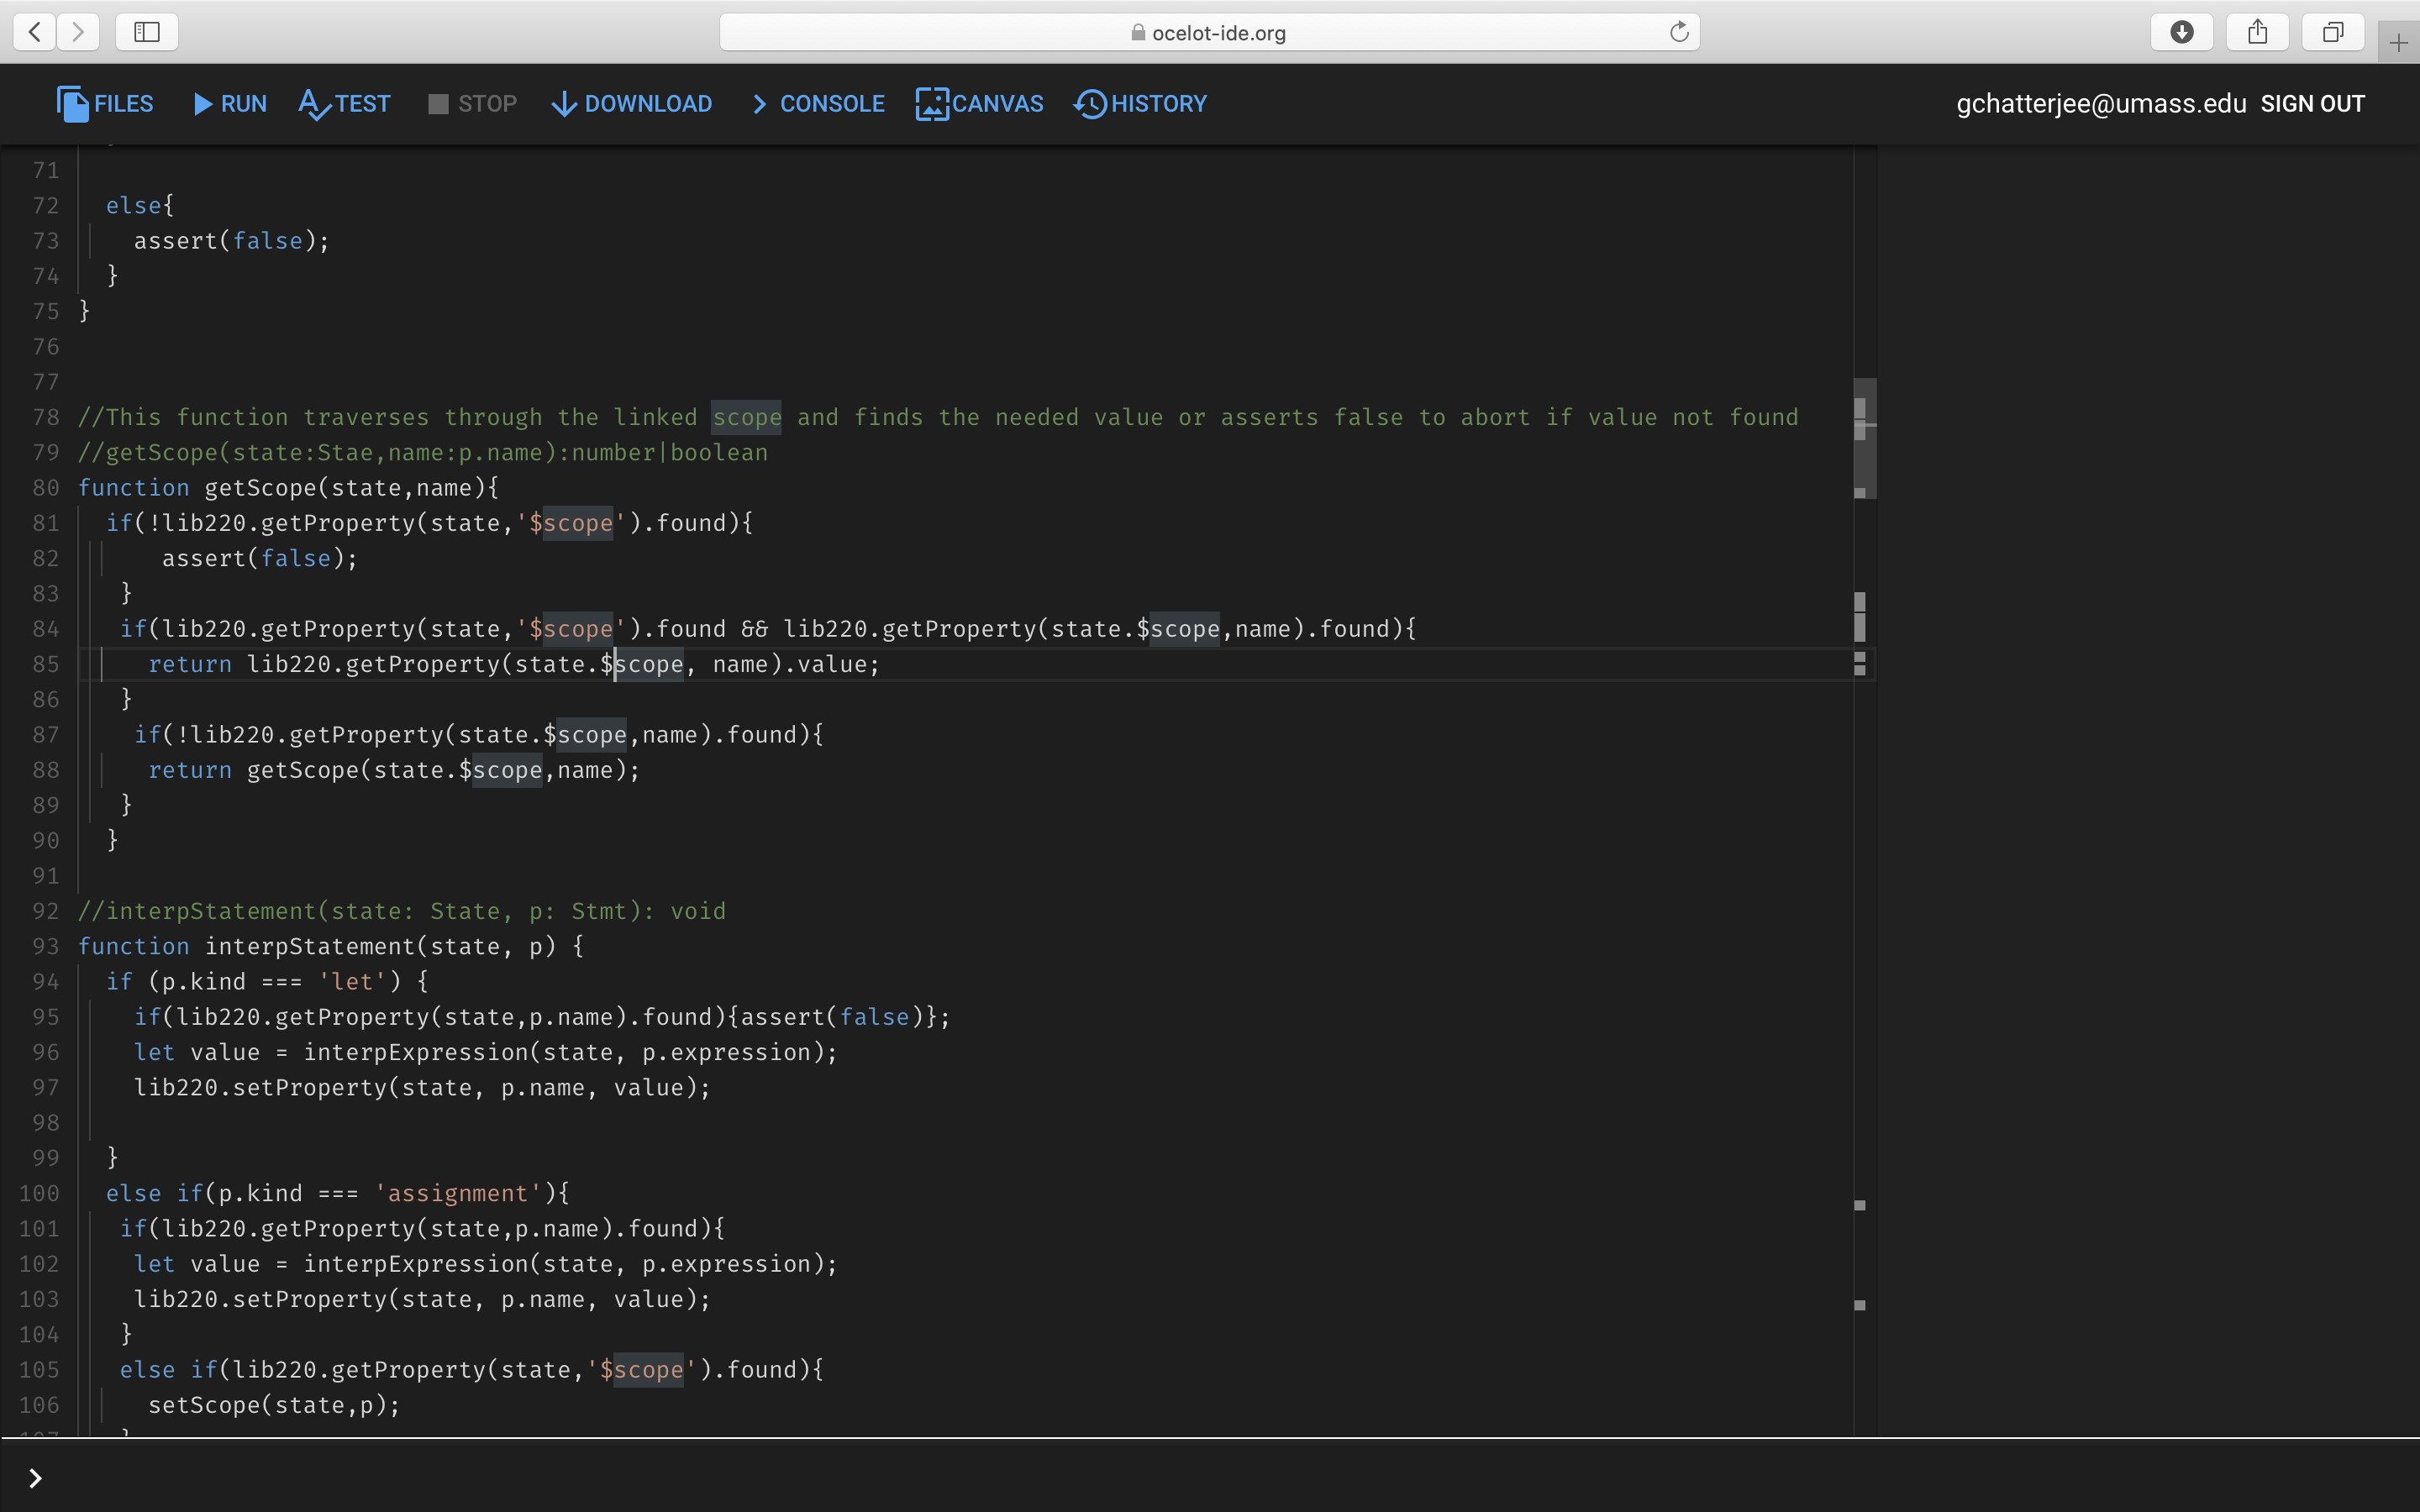 ocelot-ide.org
FILES RUN TEST STOP DOWNLOAD CONSOLE CANVAS HISTORY gchatterjee@umass.edu SIGN OUT
71
72 else{
73 assert(false);
74 }
75 }
76
77
78 //This function traverses through the linked scope and finds the needed value or asserts false to abort if value not found
79 //getScope(state:Stae,name:p.name):number|boolean
80 function getScope(state,name){
81 if(!lib220.getProperty(state,'$scope').found){
82 assert(false);
83 }
84 if(lib220.getProperty(state,'$scope').found && lib220.getProperty(state.$scope,name).found){
85 return lib220.getProperty(state.$scope, name).value;
86 }
87 if(!lib220.getProperty(state.$scope,name).found){
88 return getScope(state.$scope,name);
89 }
90 }
91
92 //interpStatement(state: State, p: Stmt): void
93 function interpStatement(state, p) {
94 if (p.kind === 'let') {
95 if(lib220.getProperty(state,p.name).found){assert(false)};
96 let value = interpExpression(state, p.expression);
97 lib220.setProperty(state, p.name, value);
98
99 }
100 else if(p.kind === 'assignment'){
101 if(lib220.getProperty(state,p.name).found){
102 let value = interpExpression(state, p.expression);
103 lib220.setProperty(state, p.name, value);
104 }
105 else if(lib220.getProperty(state,'$scope').found){
106 setScope(state,p);